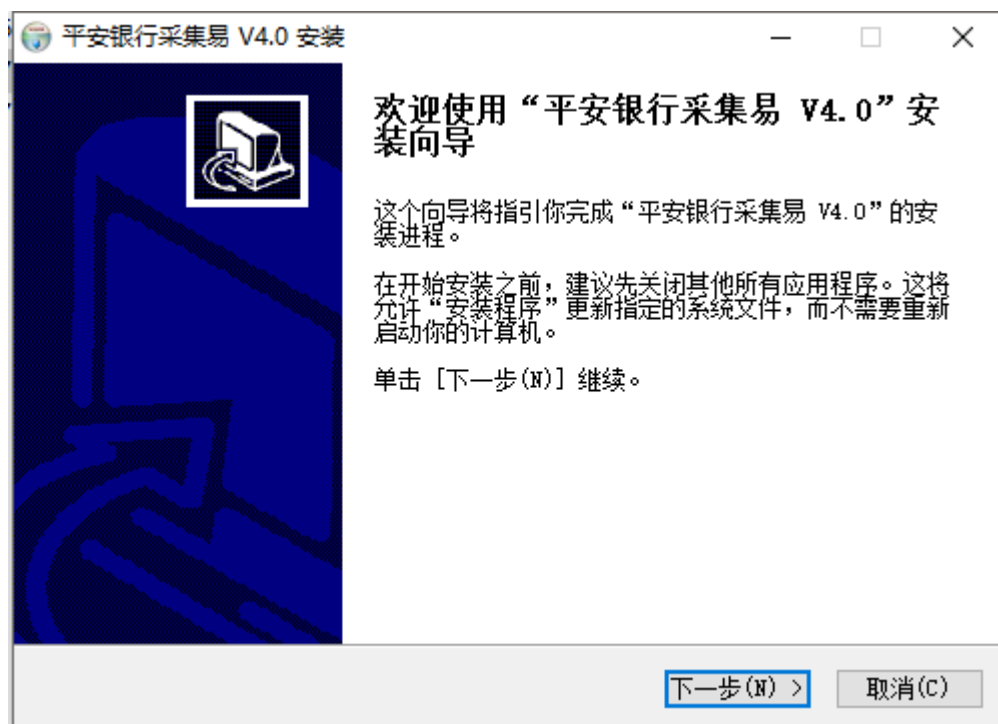 平安银行采集易 V4.0 安装
欢迎使用“平安银行采集易 V4.0”安
装向导
这个向导将指引你完成“平安银行采集易 V4.0”的安
装进程。
在开始安装之前，建议先关闭其他所有应用程序。这将
允许“安装程序”更新指定的系统文件，而不需要重新
启动你的计算机。
单击 [下一步(N)] 继续。
下一步(N) >
取消(C)